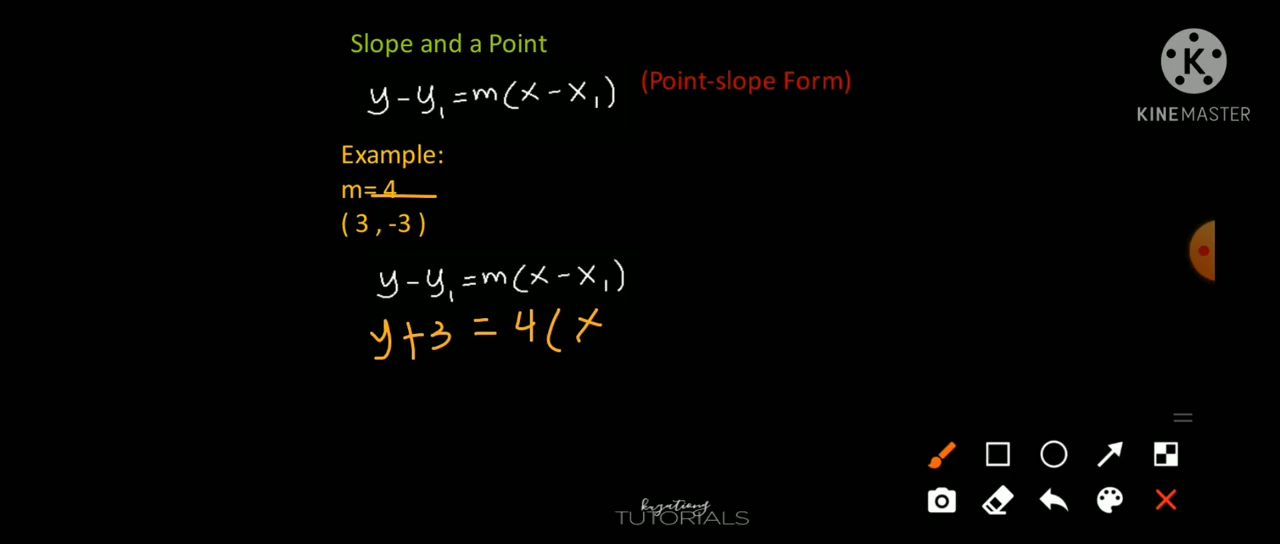 Slope and a Point
y-y₁=m(x-x₁) (Point-slope Form)
KINEMASTER
Example:
m=4
( 3 , -3 )
y-y₁=m(x-x₁)
y+3 = 4(x
TUTORIALS